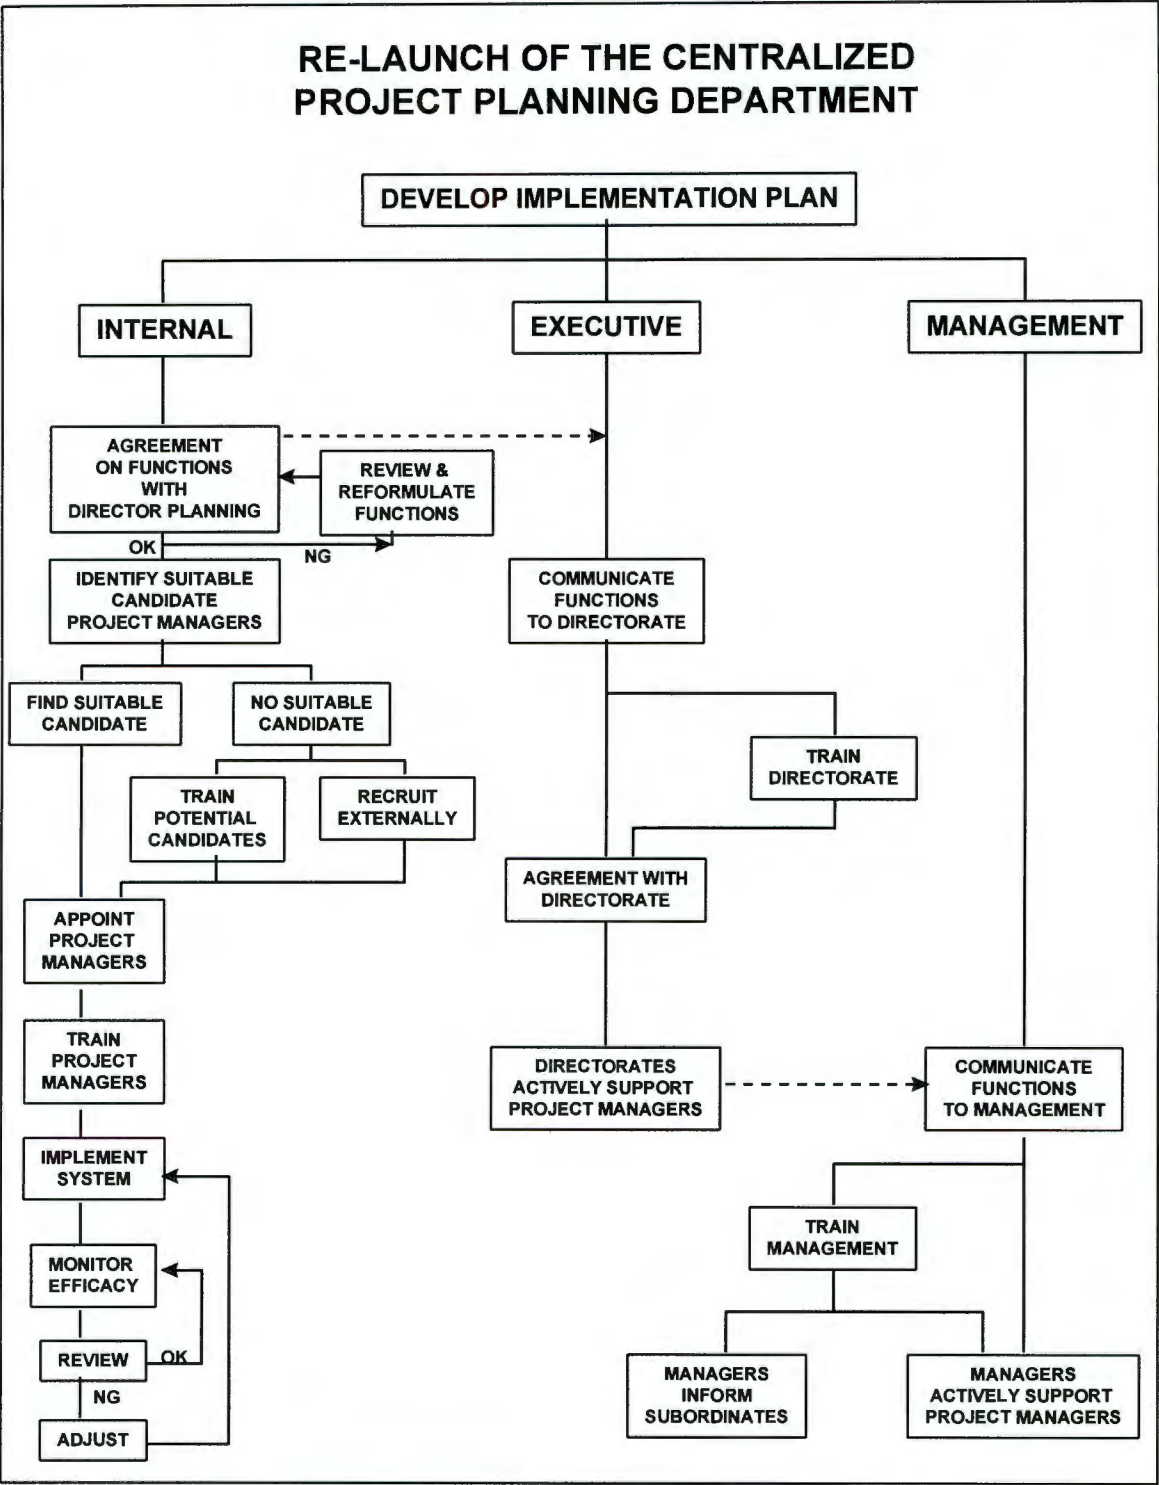 RE-LAUNCH OF THE CENTRALIZED
PROJECT PLANNING DEPARTMENT
DEVELOP IMPLEMENTATION PLAN
INTERNAL
EXECUTIVE
MANAGEMENT
AGREEMENT
ON FUNCTIONS
WITH
DIRECTOR PLANNING
REVIEW &
REFORMULATE
FUNCTIONS
OK
NG
IDENTIFY SUITABLE
CANDIDATE
PROJECT MANAGERS
COMMUNICATE
FUNCTIONS
TO DIRECTORATE
FIND SUITABLE
CANDIDATE
NO SUITABLE
CANDIDATE
TRAIN
DIRECTORATE
TRAIN
POTENTIAL
CANDIDATES
RECRUIT
EXTERNALLY
AGREEMENT WITH
DIRECTORATE
APPOINT
PROJECT
MANAGERS
TRAIN
PROJECT
MANAGERS
DIRECTORATES
ACTIVELY SUPPORT
PROJECT MANAGERS
COMMUNICATE
FUNCTIONS
TO MANAGEMENT
IMPLEMENT
SYSTEM
TRAIN
MANAGEMENT
MONITOR
EFFICACY
REVIEW
OK
NG
ADJUST
MANAGERS
INFORM
SUBORDINATES
MANAGERS
ACTIVELY SUPPORT
PROJECT MANAGERS